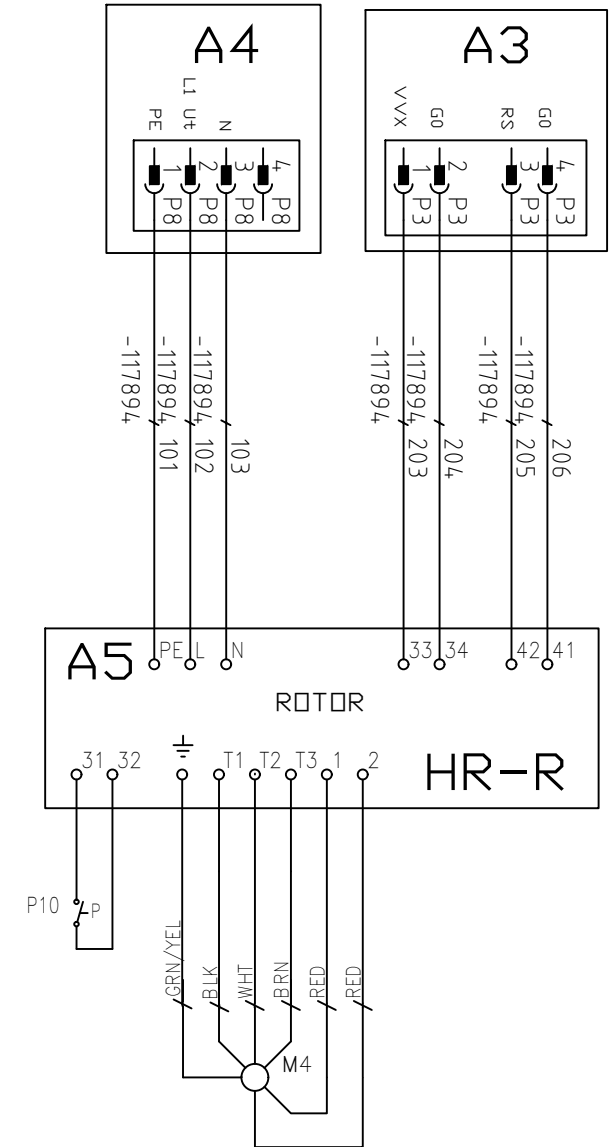 A4
A3
PE
L1 Ut
N
VVX
G0
RS
G0
1
2
3
4
P8
P8
P8
P8
1
2
3
4
P3
P3
P3
P3
-117894
-117894
-117894
-117894
-117894
-117894
-117894
101
102
103
203
204
205
206
A5
PE
L
N
33
34
42
41
ROTOR
31
32
T1
T2
T3
1
2
HR-R
P10
P
GRN/YEL
BLK
WHT
BRN
RED
RED
M4